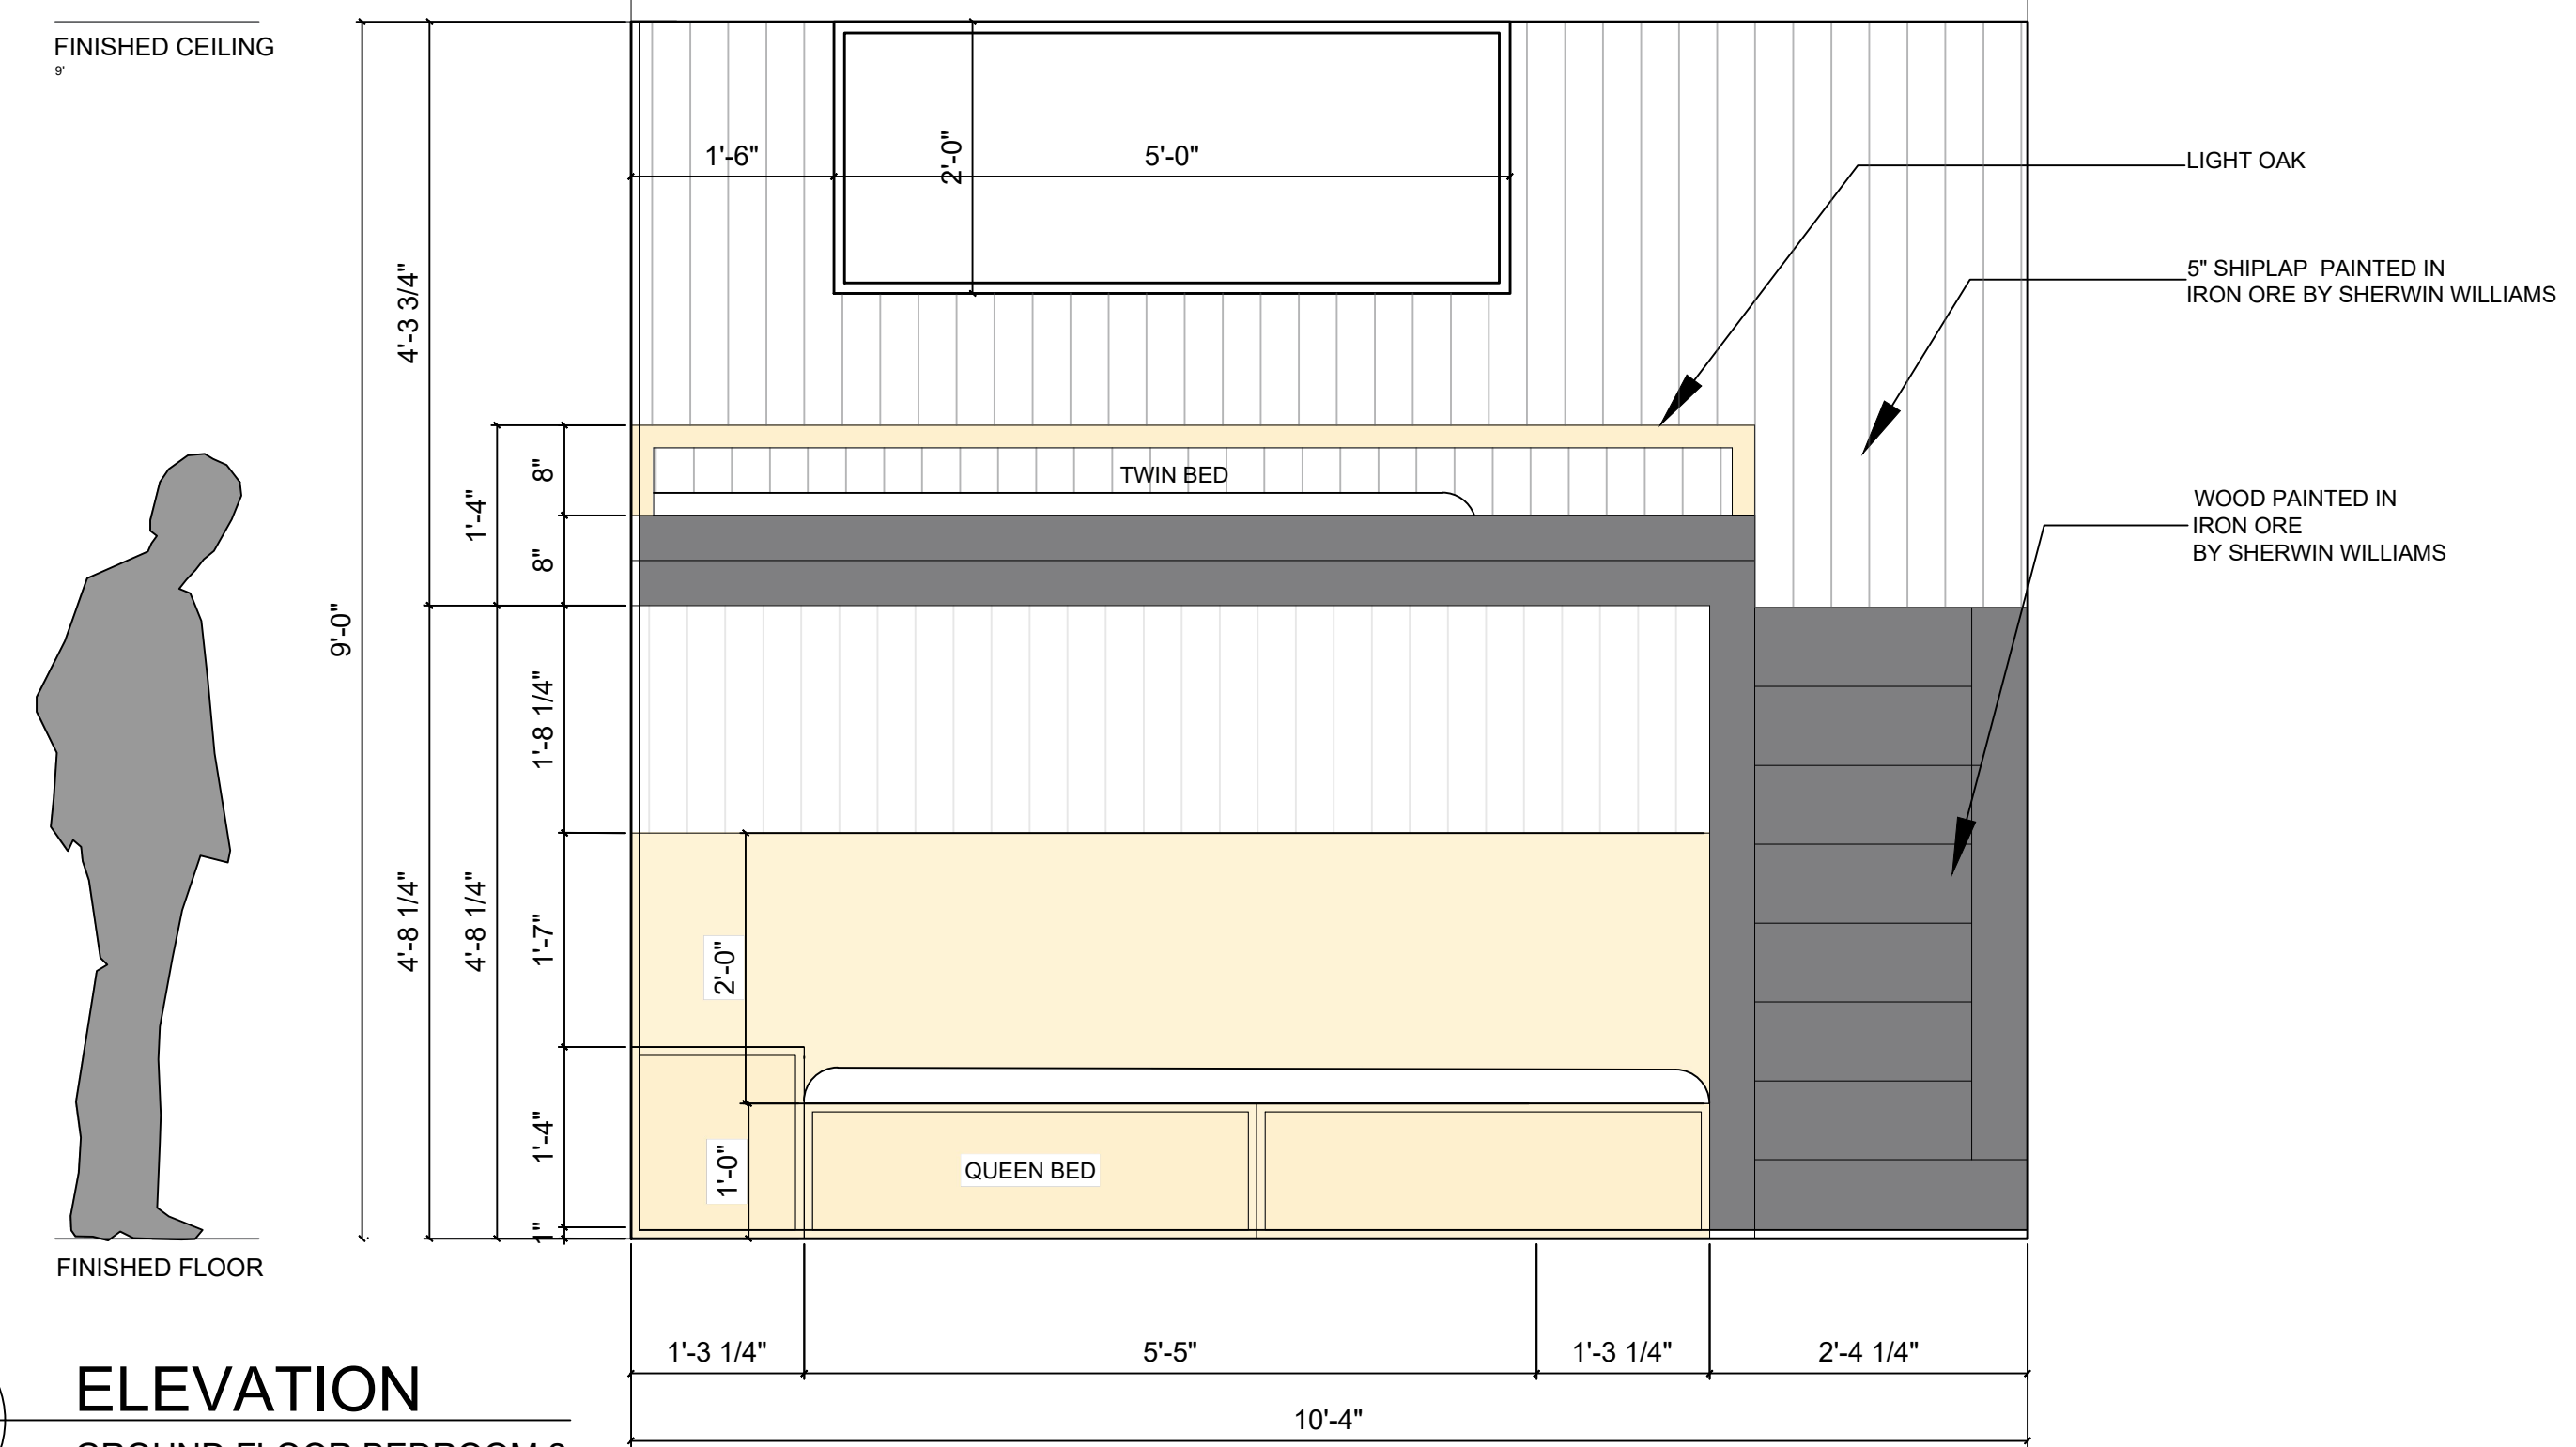 FINISHED CEILING
9'
1'-6"
2'-0"
5'-0"
LIGHT OAK
5" SHIPLAP  PAINTED IN
IRON ORE BY SHERWIN WILLIAMS
4'-3 3/4"
8"
TWIN BED
1'-4"
8"
WOOD PAINTED IN
IRON ORE
BY SHERWIN WILLIAMS
9'-0"
1'-8 1/4"
4'-8 1/4"
4'-8 1/4"
1'-7"
2'-0"
1'-4"
1'-0"
QUEEN BED
1"
FINISHED FLOOR
1'-3 1/4"
5'-5"
1'-3 1/4"
2'-4 1/4"
ELEVATION
10'-4"
GROUND FLOOR BEDROOM